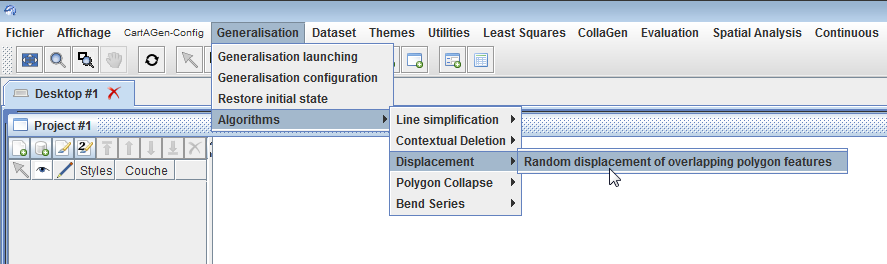 Fichier Affichage CartAGen-Config Generalisation Dataset Themes Utilities Least Squares CollaGen Evaluation Spatial Analysis Continuous
Generalisation launching
Generalisation configuration
Restore initial state
Algorithms
Desktop #1
Project #1
Line simplification
Contextual Deletion
Displacement
Random displacement of overlapping polygon features
Polygon Collapse
Bend Series
Styles Couche